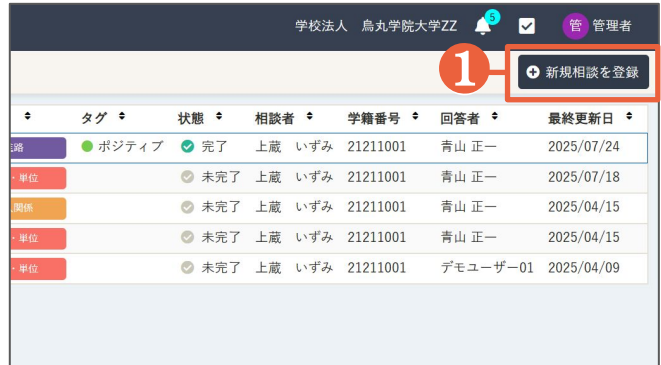 学校法人 烏丸学院大学ZZ 5 管 管理者
1 新規相談を登録
タグ 状態 相談者 学籍番号 回答者 最終更新日
路 ポジティブ 完了 上蔵 いずみ 21211001 青山 正一 2025/07/24
・単位 未完了 上蔵 いずみ 21211001 青山 正一 2025/07/18
関係 未完了 上蔵 いずみ 21211001 青山 正一 2025/04/15
・単位 未完了 上蔵 いずみ 21211001 青山 正一 2025/04/15
・単位 未完了 上蔵 いずみ 21211001 デモユーザー01 2025/04/09